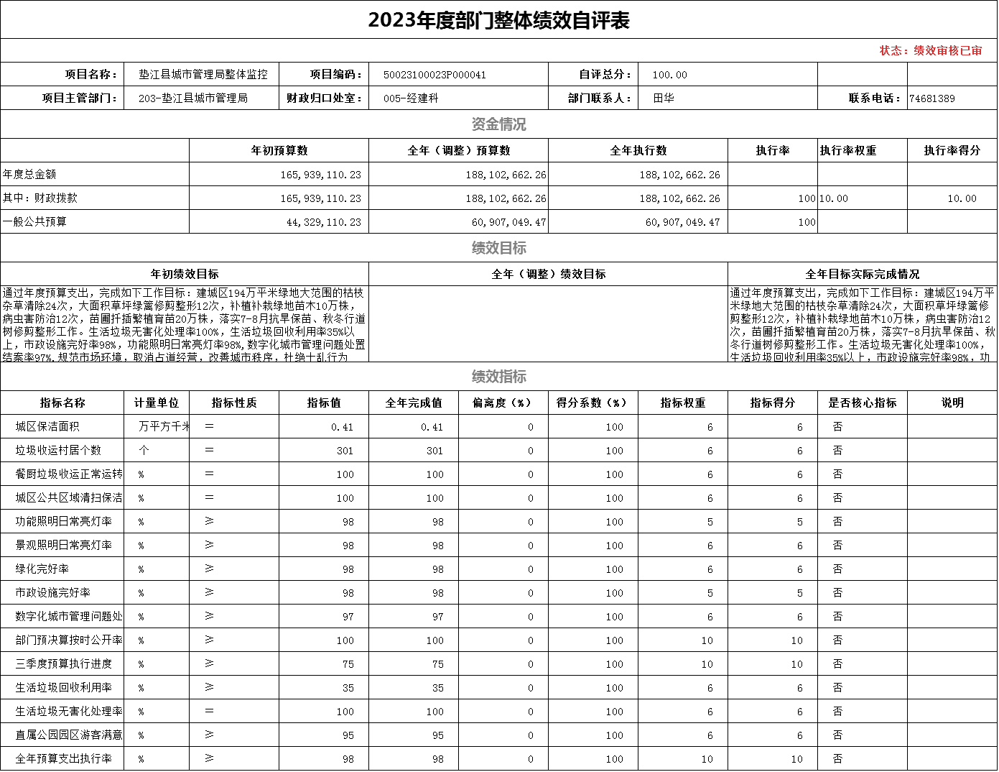 2023年度部门整体绩效自评表
状态：绩效审核已审
项目名称： 垫江县城市管理局整体监控 项目编码： 50023100023P000041 自评总分： 100.00
项目主管部门： 203-垫江县城市管理局 财政归口处室： 005-经建科 部门联系人： 田华 联系电话： 74681389
资金情况
年初预算数 全年（调整）预算数 全年执行数 执行率 执行率权重 执行率得分
年度总金额 165,939,110.23 188,102,662.26 188,102,662.26
其中：财政拨款 165,939,110.23 188,102,662.26 188,102,662.26 100 10.00 10.00
一般公共预算 44,329,110.23 60,907,049.47 60,907,049.47 100
绩效目标
年初绩效目标 全年（调整）绩效目标 全年目标实际完成情况
通过年度预算支出，完成如下工作目标：建城区194万平米绿地大范围的枯枝
杂草清除24次，大面积草坪绿篱修剪整形12次，补植补栽绿地苗木10万株，
病虫害防治12次，苗圃扦插繁植育苗20万株，落实7-8月抗旱保苗、秋冬行道
树修剪整形工作。生活垃圾无害化处理率100%，生活垃圾回收利用率35%以
上，市政设施完好率98%，功能照明日常亮灯率98%,数字化城市管理问题处置
结案率97%.规范市场环境，取消占道经营，改善城市秩序，杜绝十乱行为
通过年度预算支出，完成如下工作目标：建城区194万平
米绿地大范围的枯枝杂草清除24次，大面积草坪绿篱修
剪整形12次，补植补栽绿地苗木10万株，病虫害防治12
次，苗圃扦插繁植育苗20万株，落实7-8月抗旱保苗、秋
冬行道树修剪整形工作。生活垃圾无害化处理率100%，
生活垃圾回收利用率35%以上，市政设施完好率98%，功
绩效指标
指标名称 计量单位 指标性质 指标值 全年完成值 偏离度（%） 得分系数（%） 指标权重 指标得分 是否核心指标 说明
城区保洁面积 万平方千米 ＝ 0.41 0.41 0 100 6 6 否
垃圾收运村居个数 个 ＝ 301 301 0 100 6 6 否
餐厨垃圾收运正常运转 % ＝ 100 100 0 100 6 6 否
城区公共区域清扫保洁 % ＝ 100 100 0 100 6 6 否
功能照明日常亮灯率 % ≥ 98 98 0 100 5 5 否
景观照明日常亮灯率 % ≥ 98 98 0 100 6 6 否
绿化完好率 % ≥ 98 98 0 100 6 6 否
市政设施完好率 % ≥ 98 98 0 100 5 5 否
数字化城市管理问题处 % ≥ 97 97 0 100 6 6 否
部门预决算按时公开率 % ≥ 100 100 0 100 10 10 否
三季度预算执行进度 % ≥ 75 75 0 100 10 10 否
生活垃圾回收利用率 % ≥ 35 35 0 100 6 6 否
生活垃圾无害化处理率 % ＝ 100 100 0 100 6 6 否
直属公园园区游客满意 % ≥ 95 95 0 100 6 6 否
全年预算支出执行率 % ≥ 98 98 0 100 10 10 否